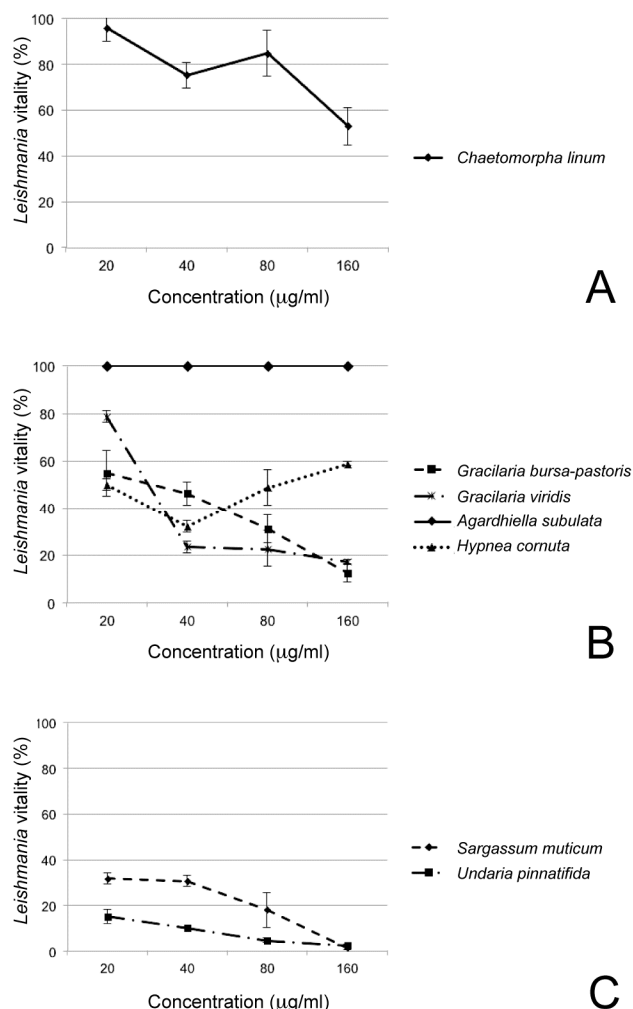 100
80
60
40
20
0
Leishmania vitality (%)
20 40 80 160
Concentration (μg/ml)
Chaetomorpha linum
A
100
80
60
40
20
0
Leishmania vitality (%)
20 40 80 160
Concentration (μg/ml)
Gracilaria bursa-pastoris
Gracilaria viridis
Agardhiella subulata
Hypnea cornuta
B
100
80
60
40
20
0
Leishmania vitality (%)
20 40 80 160
Concentration (μg/ml)
Sargassum muticum
Undaria pinnatifida
C